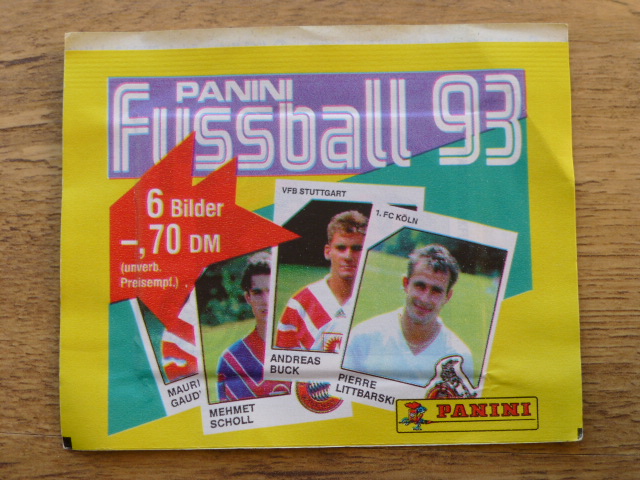 PANINI
Fussball 93
6 Bilder
–,70 DM
(unverb.
Preisempf.)
VFB STUTTGART
1. FC KÖLN
MAURI
GAUD
MEHMET
SCHOLL
ANDREAS
BUCK
PIERRE
LITTBARSKI
PANINI